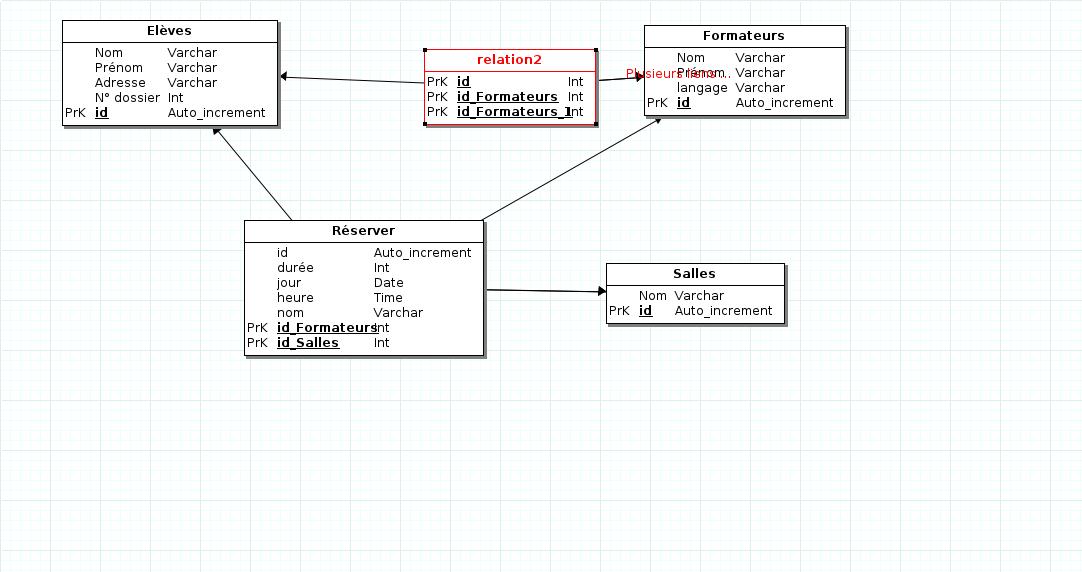 Elèves
Nom Varchar
Prénom Varchar
Adresse Varchar
N° dossier Int
PrK id Auto_increment
relation2
PrK id Int
PrK id_Formateurs Int
PrK id_Formateurs_1 Int
Formateurs
Nom Varchar
Plusieurs liens...
Prénom Varchar
langage Varchar
PrK id Auto_increment
Réserver
id Auto_increment
durée Int
jour Date
heure Time
nom Varchar
PrK id_Formateurs Int
PrK id_Salles Int
Salles
Nom Varchar
PrK id Auto_increment